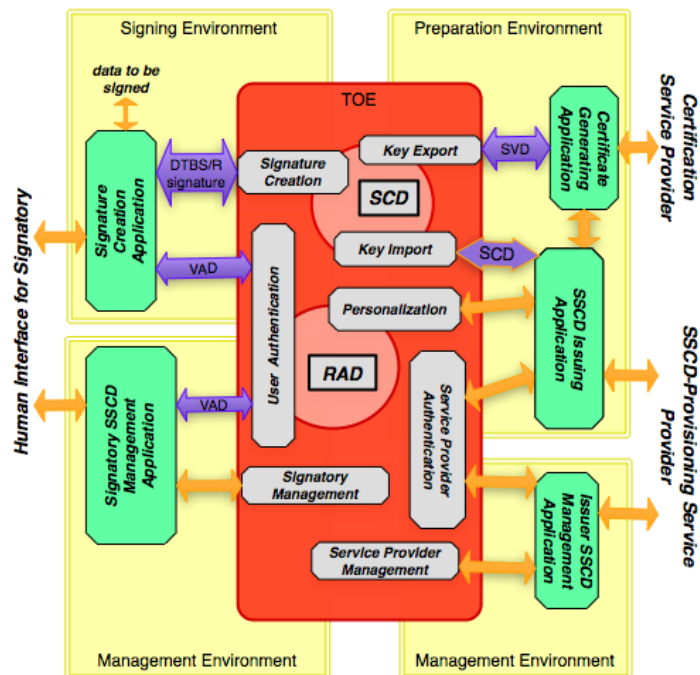 Signing Environment
Preparation Environment
data to be
signed
TOE
DTBS/R
signature
Signature
Creation
Key Export
SVD
Certificate
Generating
Application
Certification
Service Provider
SCD
Signature
Creation
Application
Key Import
SCD
VAD
Human Interface for Signatory
User Authentication
Personalization
SSCD Issuing
Application
RAD
Service Provider
Authentication
SSCD-Provisioning Service
Provider
VAD
Signatory SSCD
Management
Application
Signatory
Management
Issuer SSCD
Management
Application
Service Provider
Management
Management Environment
Management Environment